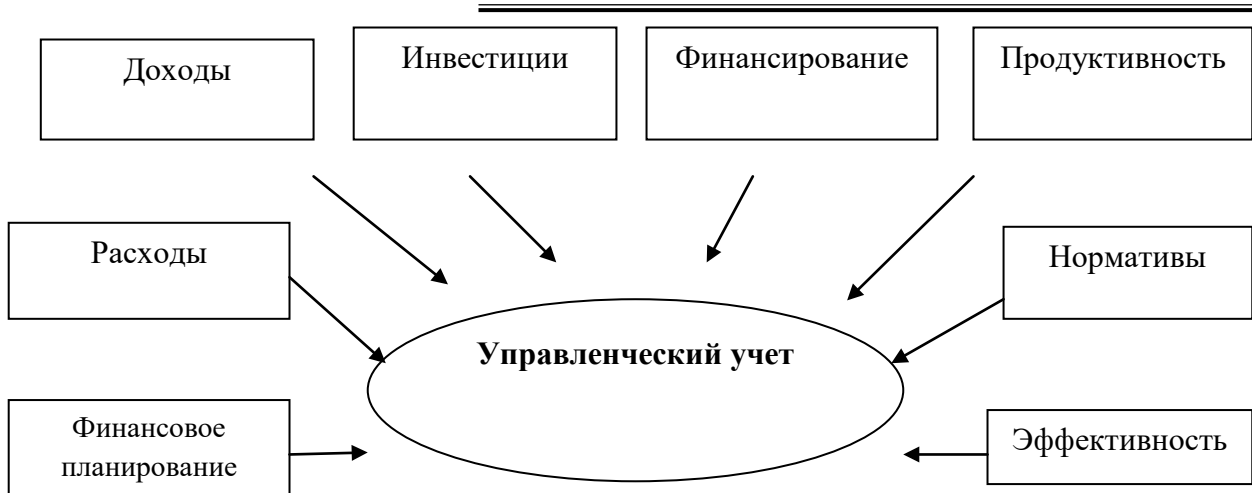 Доходы
Инвестиции
Финансирование
Продуктивность
Расходы
Нормативы
Управленческий учет
Финансовое
планирование
Эффективность